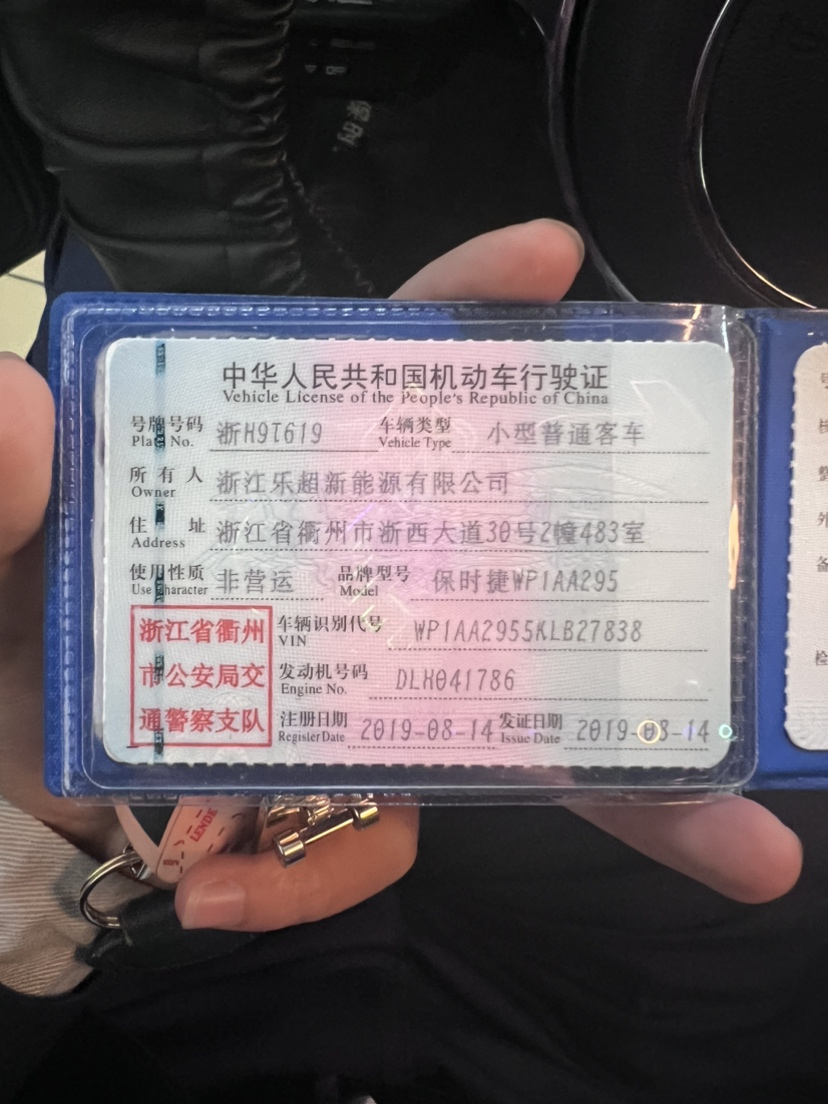 中华人民共和国机动车行驶证
Vehicle License of the People's Republic of China
号牌号码 浙H9T619 车辆类型 小型普通客车
Plate No. Vehicle Type
所有人 浙江乐超新能源有限公司
Owner
住址 浙江省衢州市浙西大道30号2幢483室
Address
使用性质 非营运 品牌型号 保时捷WP1AA295
Use Character Model
浙江省衢州
市公安局交
通警察支队
车辆识别代号 WP1AA2955KLB27838
VIN
发动机号码 DLH041786
Engine No.
注册日期 2019-08-14 发证日期 2019-08-14
Register Date Issue Date
LENDE